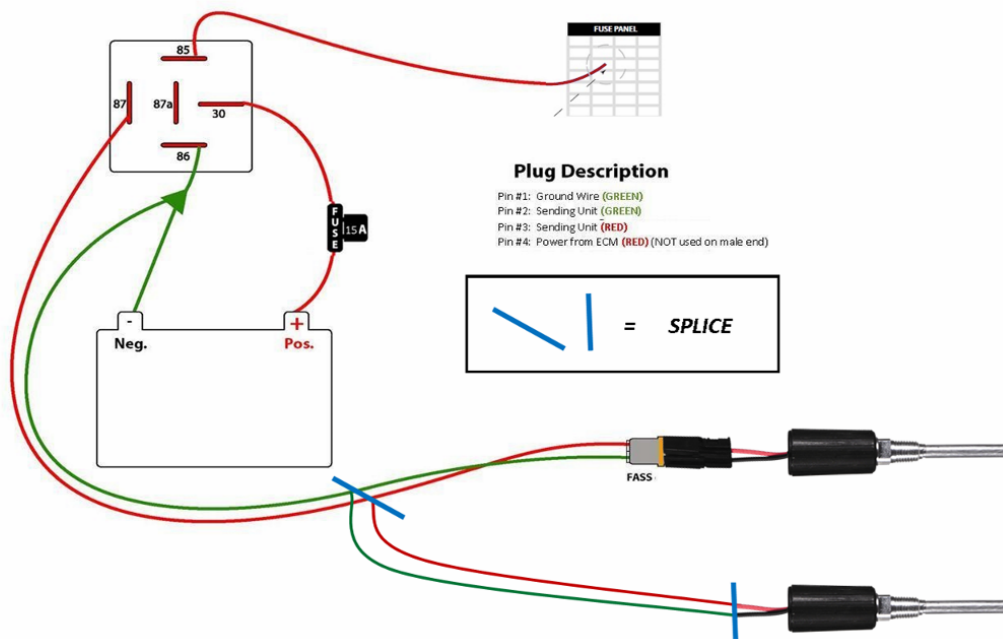 FUSE PANEL
85
87
87a
30
86
FUSE
15A
Plug Description
Pin #1: Ground Wire (GREEN)
Pin #2: Sending Unit (GREEN)
Pin #3: Sending Unit (RED)
Pin #4: Power from ECM (RED) (NOT used on male end)
= SPLICE
- +
Neg. Pos.
FASS